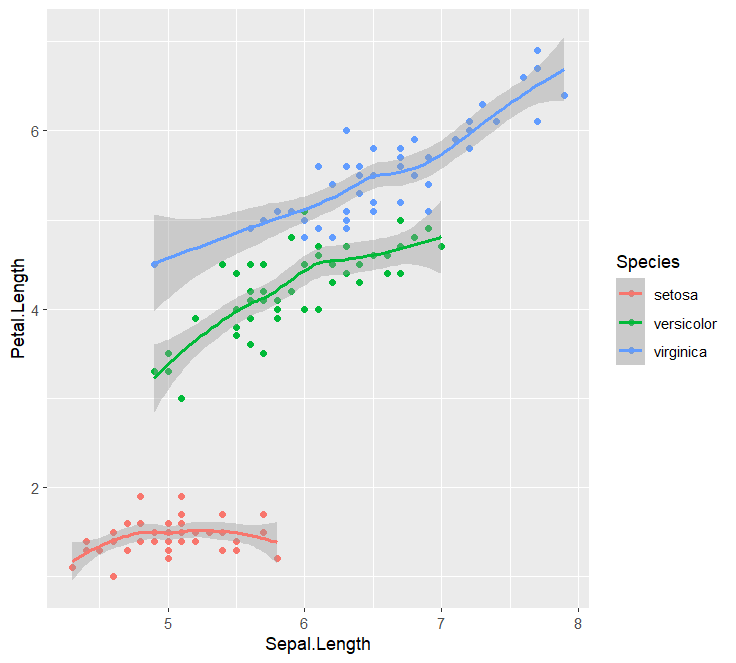 Petal.Length
6
4
2
5 6 7 8
Sepal.Length
Species
setosa
versicolor
virginica